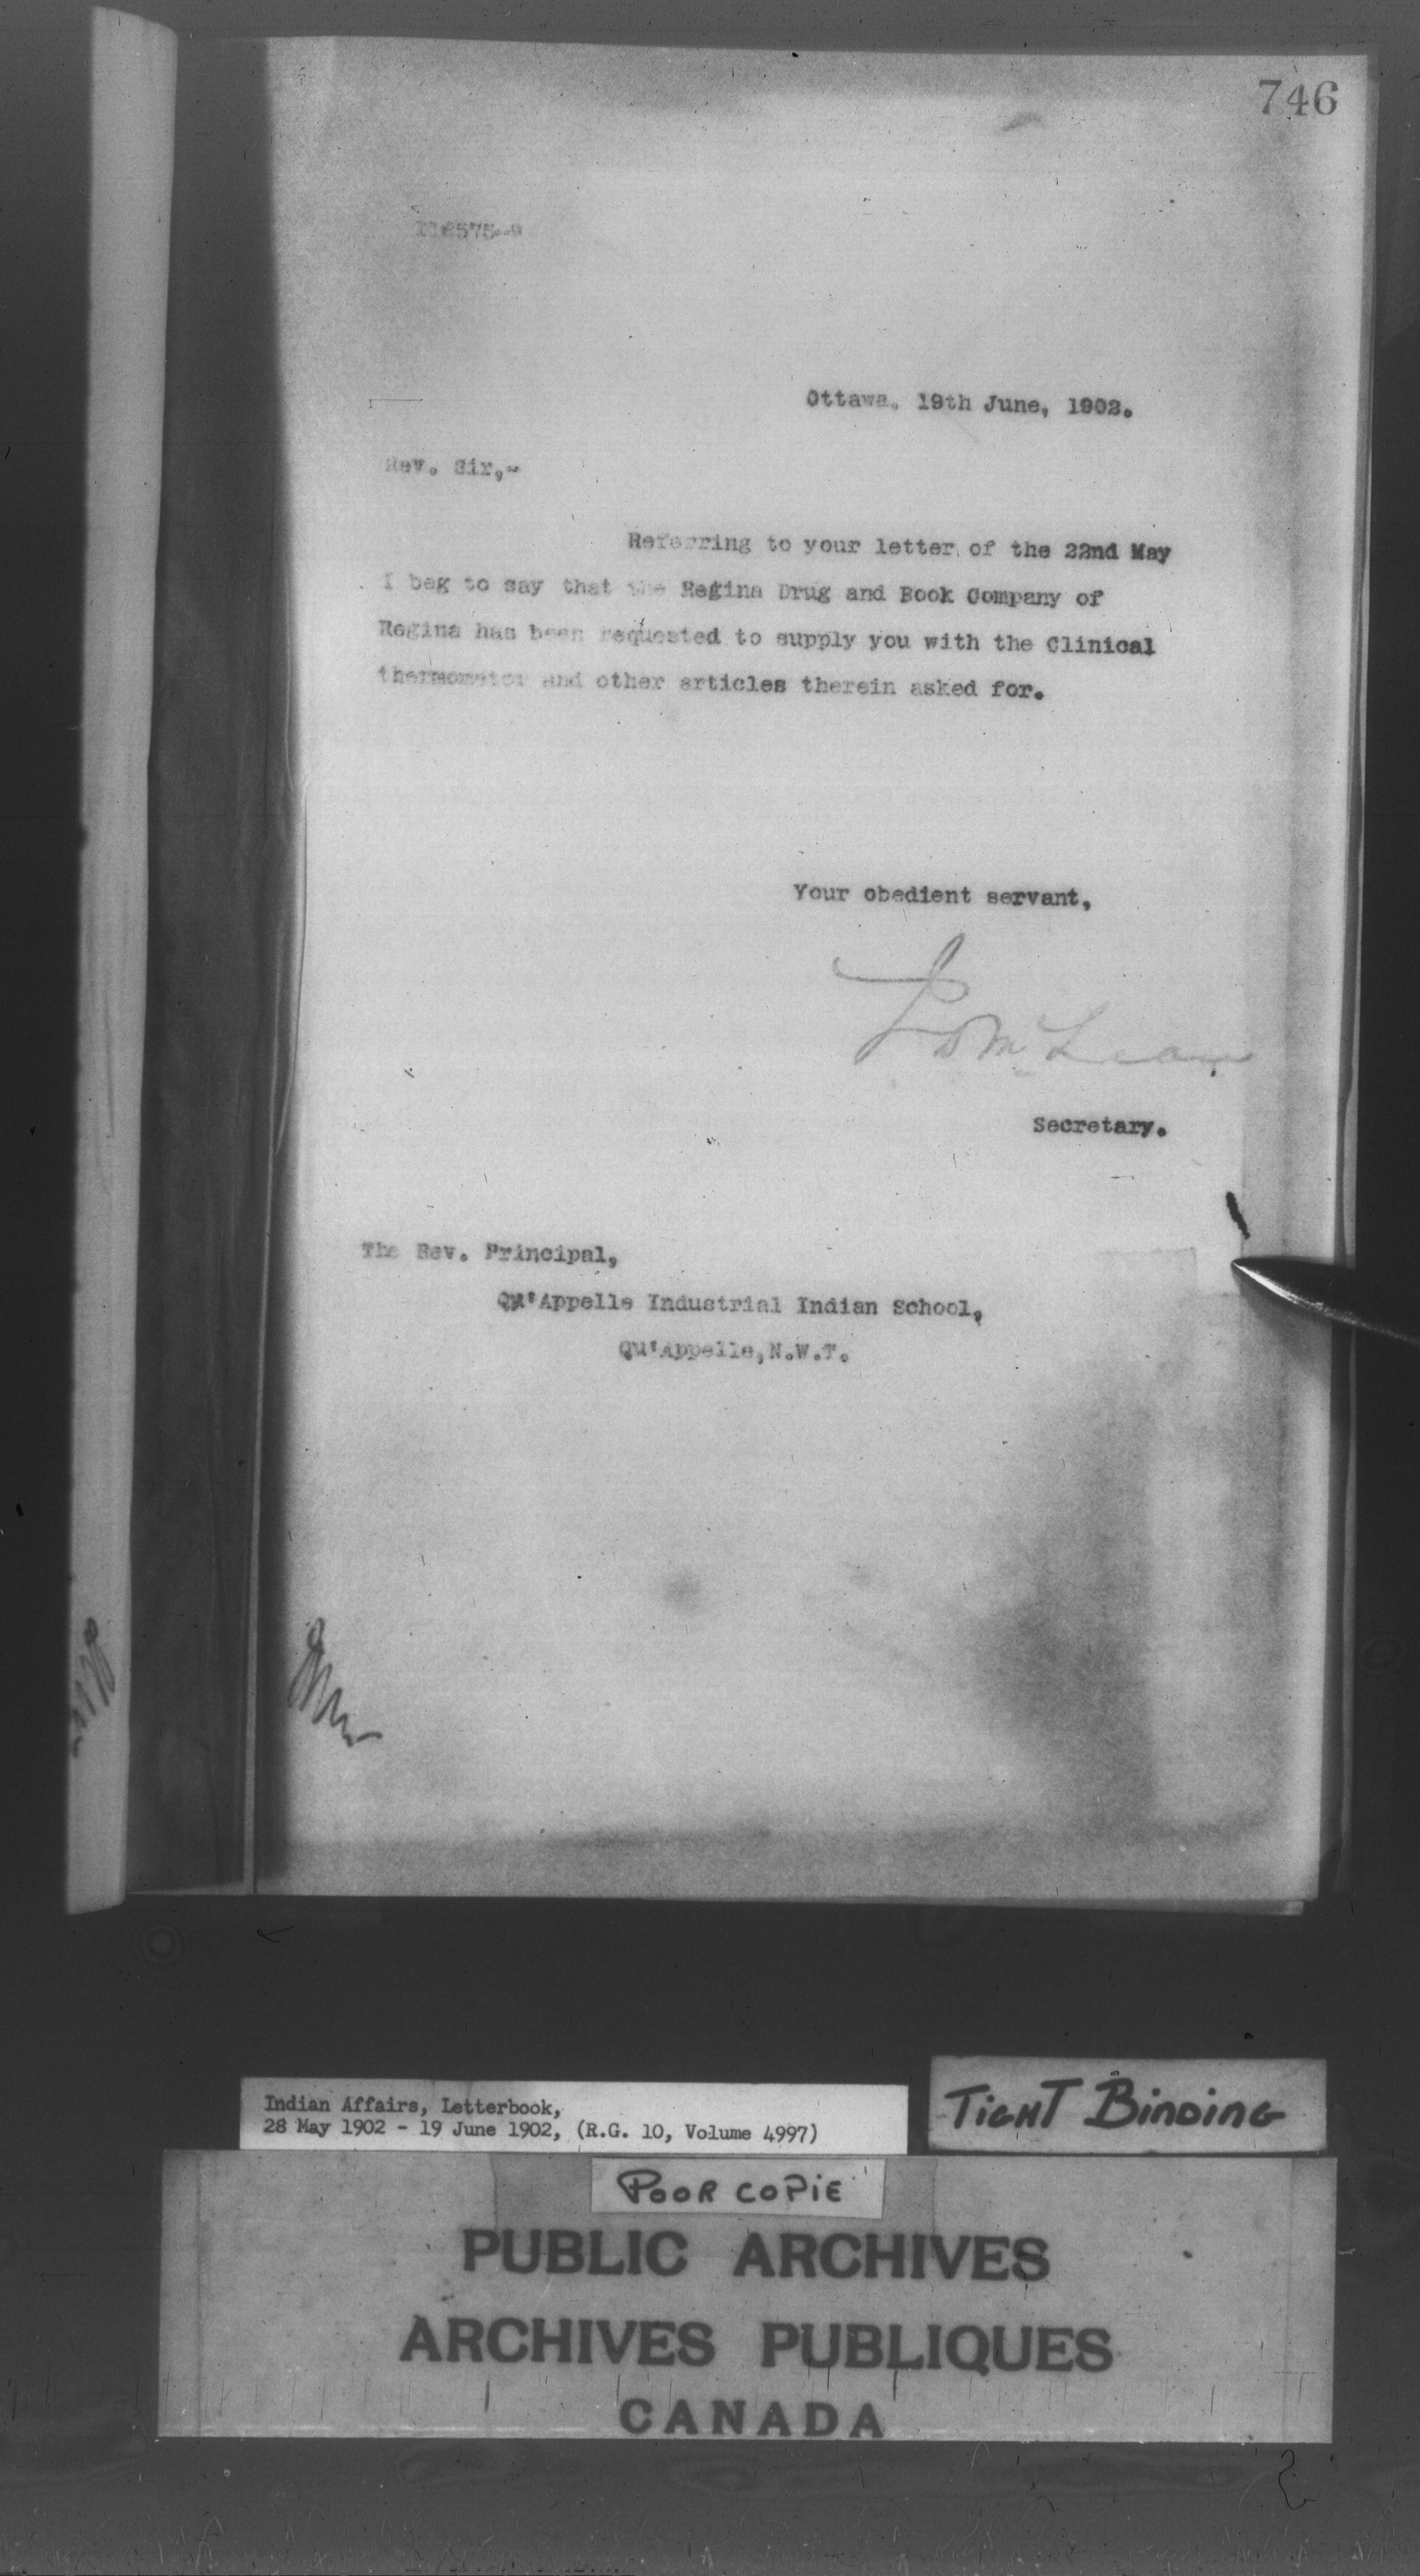 746
Ottawa. 19th June, 1902.
Rev. Sir,-
Referring to your letter of the 22nd May
I beg to say that the Regina Drug and Book Company of
Regina has been requested to supply you with the Clinical
thermometer and other articles therein asked for.
Your obedient servant,
McLean
Secretary.
The Rev. Principal,
Qu'Appelle Industrial Indian School,
Qu'Appelle,N.W.T.
Indian Affairs, Letterbook,
28 May 1902 - 19 June 1902, (R.G. 10, Volume 4997)
TIGHT BINDING
POOR COPIE
PUBLIC ARCHIVES
ARCHIVES PUBLIQUES
CANADA